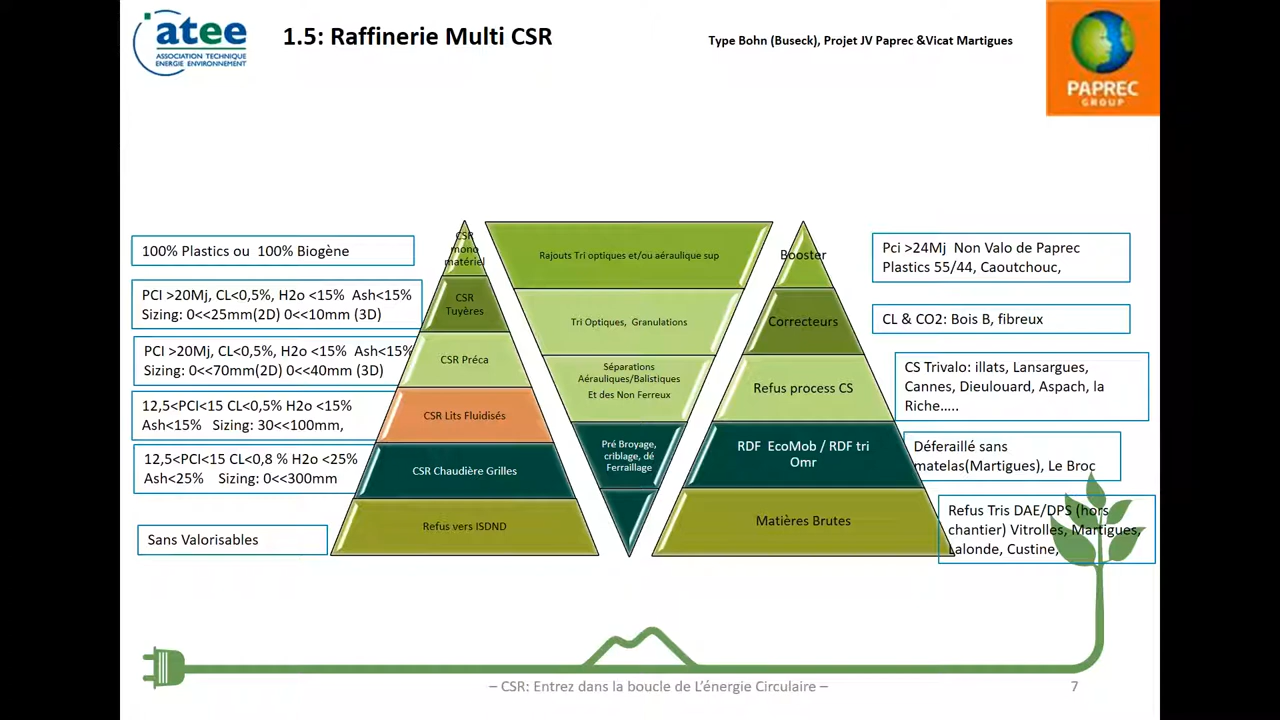 atee
ASSOCIATION TECHNIQUE
ENERGIE ENVIRONNEMENT
1.5: Raffinerie Multi CSR
Type Bohn (Buseck), Projet JV Paprec &Vicat Martigues
PAPREC
GROUP
100% Plastics ou 100% Biogène
PCI >20Mj, CL<0,5%, H2o <15% Ash<15%
Sizing: 0<<25mm(2D) 0<<10mm (3D)
PCI >20Mj, CL<0,5%, H2o <15% Ash<15%
Sizing: 0<<70mm(2D) 0<<40mm (3D)
12,5<PCI<15 CL<0,5% H2o <15%
Ash<15% Sizing: 30<<100mm,
12,5<PCI<15 CL<0,8 % H2o <25%
Ash<25% Sizing: 0<<300mm
Sans Valorisables
CSR
mono
matériel
CSR
Tuyères
CSR Préca
CSR Lits Fluidisés
CSR Chaudière Grilles
Refus vers ISDND
Rajouts Tri optiques et/ou aéraulique sup
Tri Optiques, Granulations
Séparations
Aérauliques/Balistiques
Et des Non Ferreux
Pré Broyage,
criblage, dé
Ferraillage
Booster
Correcteurs
Refus process CS
RDF EcoMob / RDF tri
Omr
Matières Brutes
Pci >24Mj Non Valo de Paprec
Plastics 55/44, Caoutchouc,
CL & CO2: Bois B, fibreux
CS Trivalo: illats, Lansargues,
Cannes, Dieulouard, Aspach, la
Riche.....
Déferaillé sans
matelas(Martigues), Le Broc
Refus Tris DAE/DPS (hors
chantier) Vitrolles, Martigues,
Lalonde, Custine,
– CSR: Entrez dans la boucle de L'énergie Circulaire –
7